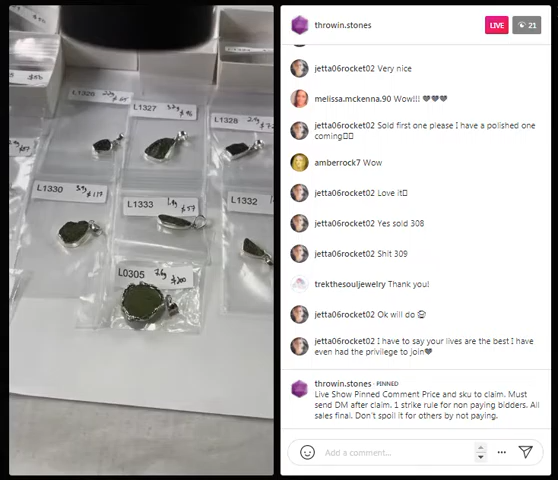 L1326
L1327
L1328
L1330
L1333
$57
L1332
L0305
$200
throwin.stones
LIVE
21
jetta06rocket02 Very nice
melissa.mckenna.90 Wow!!! 🖤🖤🖤
jetta06rocket02 Sold first one please I have a polished one
coming▯▯
amberrock7 Wow
jetta06rocket02 Love it▯
jetta06rocket02 Yes sold 308
jetta06rocket02 Shit 309
trekthesouljewelry Thank you!
jetta06rocket02 Ok will do 😂
jetta06rocket02 I have to say your lives are the best I have
even had the privilege to join🖤
throwin.stones · PINNED
Live Show Pinned Comment Price and sku to claim. Must
send DM after claim. 1 strike rule for non paying bidders. All
sales final. Don't spoil it for others by not paying.
Add a comment...